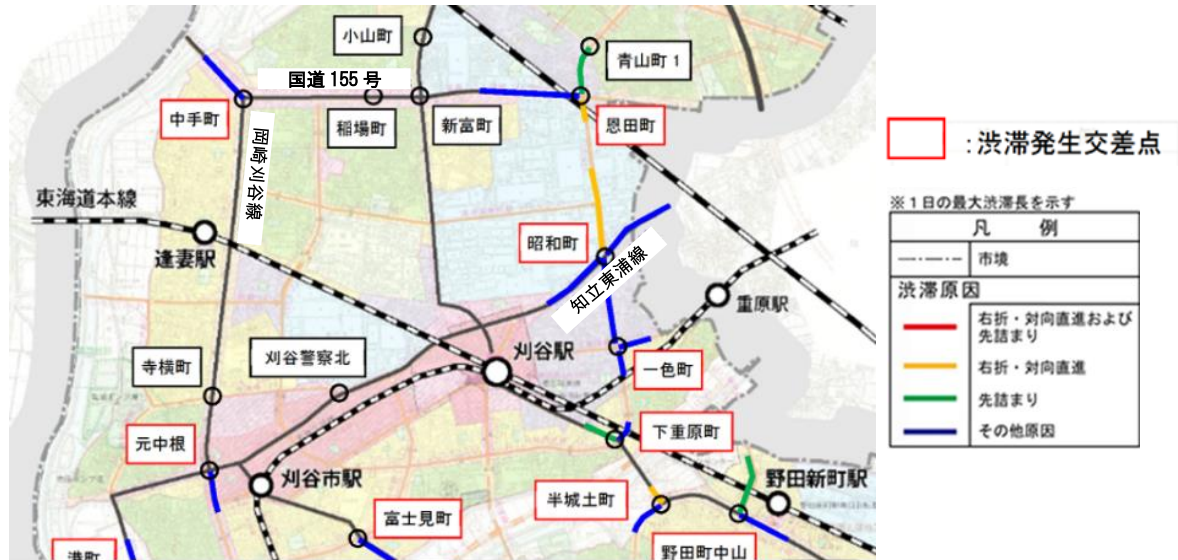 小山町
青山町1
国道155号
中手町
稲場町
新富町
恩田町
岡崎刈谷線
東海道本線
逢妻駅
昭和町
知立東浦線
重原駅
刈谷駅
刈谷警察北
寺横町
一色町
元中根
下重原町
刈谷市駅
野田新町駅
半城土町
富士見町
港町
野田町中山
:渋滞発生交差点
※1日の最大渋滞長を示す
凡 例
市境
渋滞原因
右折・対向直進および
先詰まり
右折・対向直進
先詰まり
その他原因